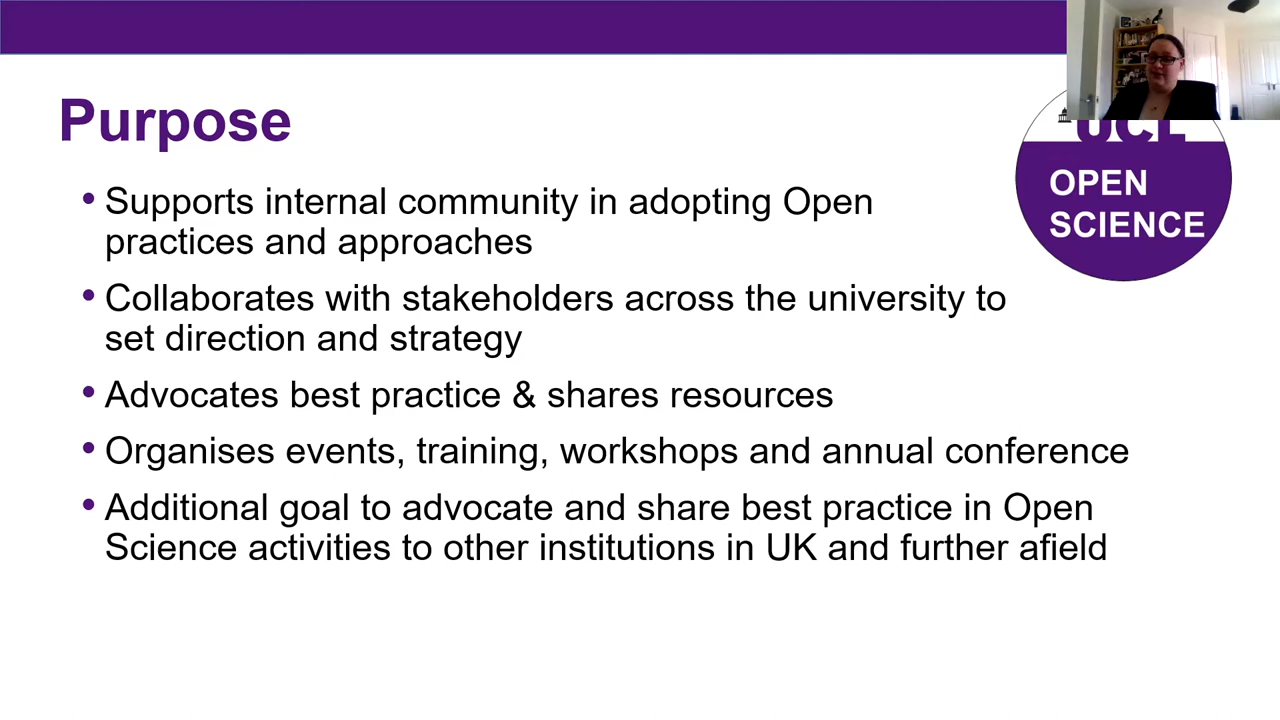 Purpose
• Supports internal community in adopting Open
practices and approaches
• Collaborates with stakeholders across the university to
set direction and strategy
• Advocates best practice & shares resources
• Organises events, training, workshops and annual conference
• Additional goal to advocate and share best practice in Open
Science activities to other institutions in UK and further afield
UCL
OPEN
SCIENCE